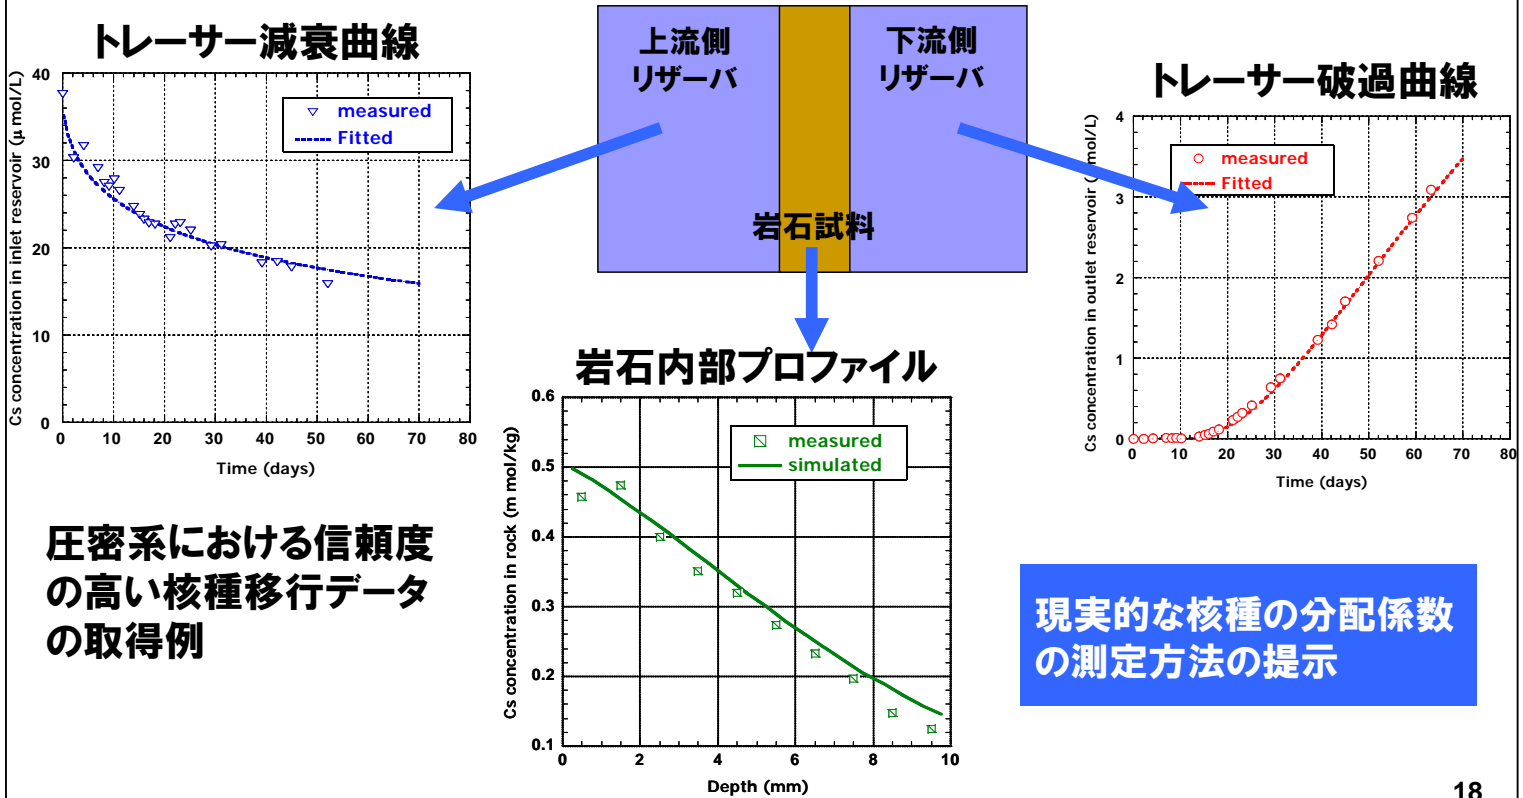 トレーサー減衰曲線
Cs concentration in inlet reservoir (μ mol/L)
40
30
20
10
0
measured
Fitted
0 10 20 30 40 50 60 70 80
Time (days)
上流側
リザーバ
下流側
リザーバ
岩石試料
トレーサー破過曲線
mol/L)
Cs concentration in outlet reservoir (
4
3
2
1
0
measured
Fitted
0 10 20 30 40 50 60 70 80
Time (days)
岩石内部プロファイル
Cs concentration in rock (m mol/kg)
0.6
0.5
0.4
0.3
0.2
0.1
measured
simulated
0 2 4 6 8 10
Depth (mm)
圧密系における信頼度
の高い核種移行データ
の取得例
現実的な核種の分配係数
の測定方法の提示
18